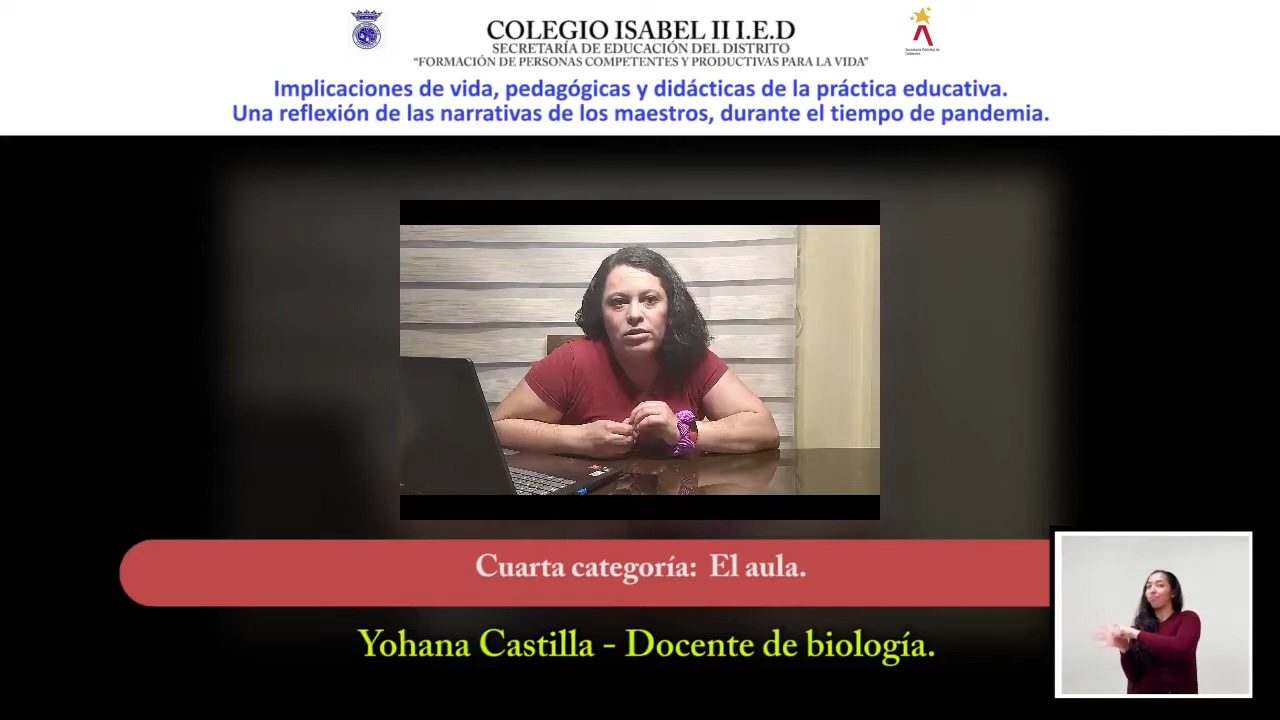 COLEGIO ISABEL II I.E.D
SECRETARÍA DE EDUCACIÓN DEL DISTRITO
“FORMACIÓN DE PERSONAS COMPETENTES Y PRODUCTIVAS PARA LA VIDA”
Implicaciones de vida, pedagógicas y didácticas de la práctica educativa.
Una reflexión de las narrativas de los maestros, durante el tiempo de pandemia.
Cuarta categoría: El aula.
Yohana Castilla - Docente de biología.